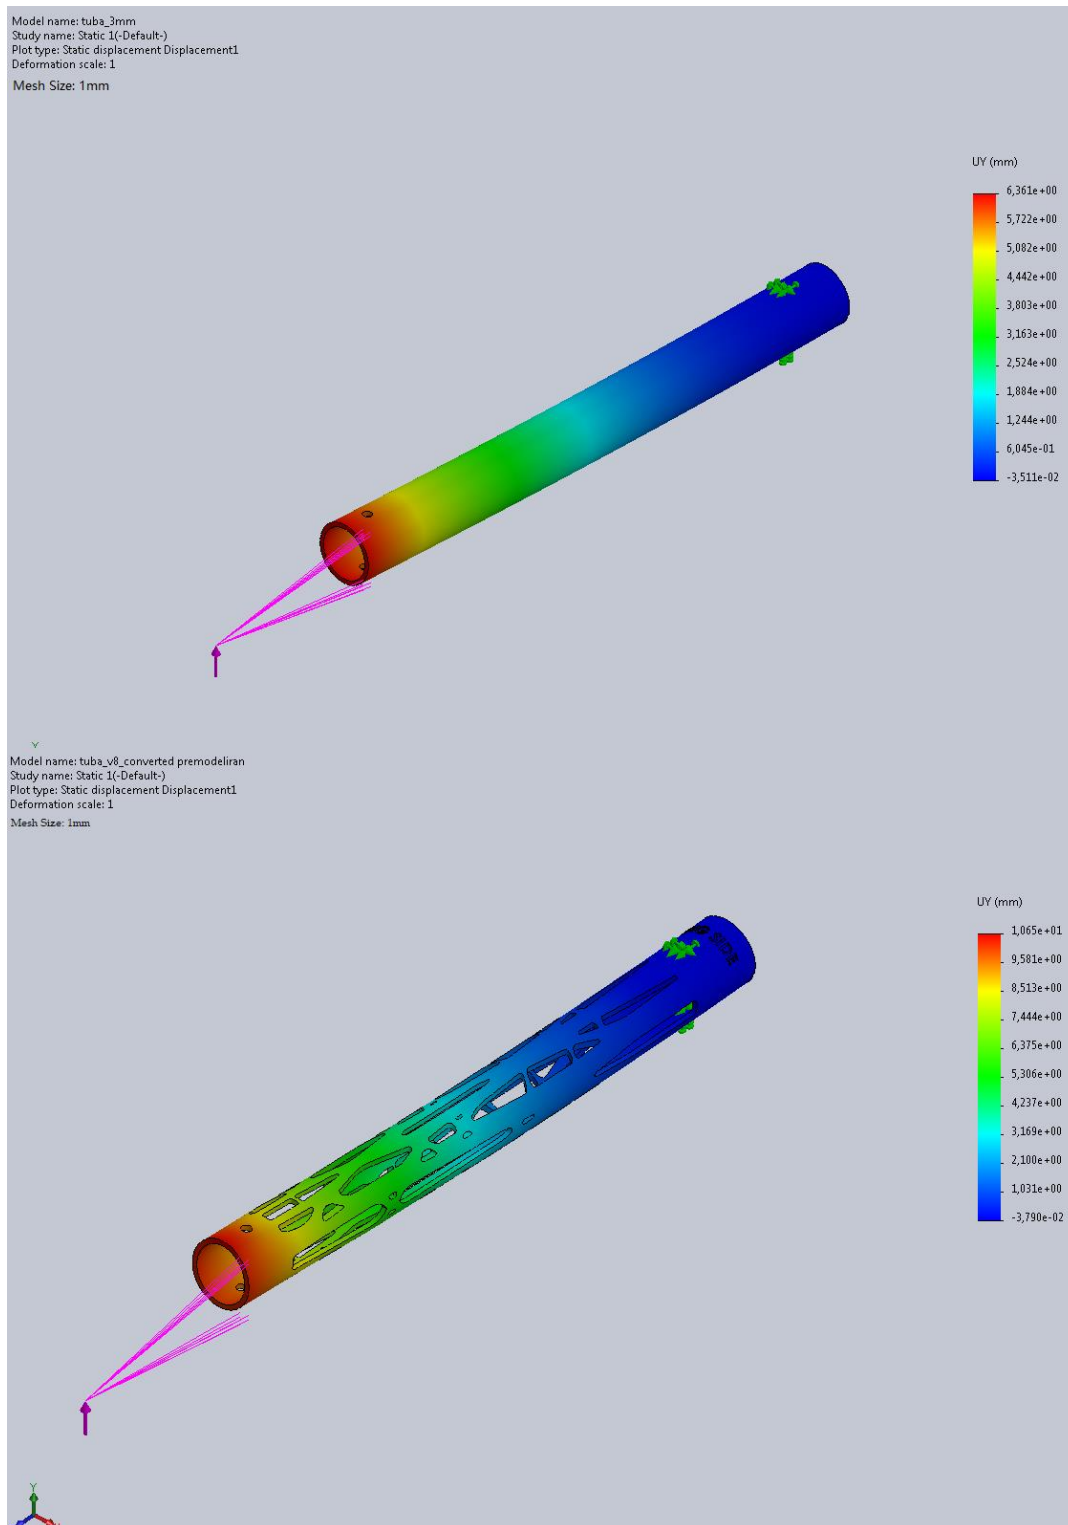 Model name: tuba_3mm
Study name: Static 1(-Default-)
Plot type: Static displacement Displacement1
Deformation scale: 1
Mesh Size: 1mm
UY (mm)
6,361e+00
5,722e+00
5,082e+00
4,442e+00
3,803e+00
3,163e+00
2,524e+00
1,884e+00
1,244e+00
6,045e-01
-3,511e-02
Y
Model name: tuba_v8_converted premodeliran
Study name: Static 1(-Default-)
Plot type: Static displacement Displacement1
Deformation scale: 1
Mesh Size: 1mm
UY (mm)
1,065e+01
9,581e+00
8,513e+00
7,444e+00
6,375e+00
5,306e+00
4,237e+00
3,169e+00
2,100e+00
1,031e+00
-3,790e-02
SIDE
Y